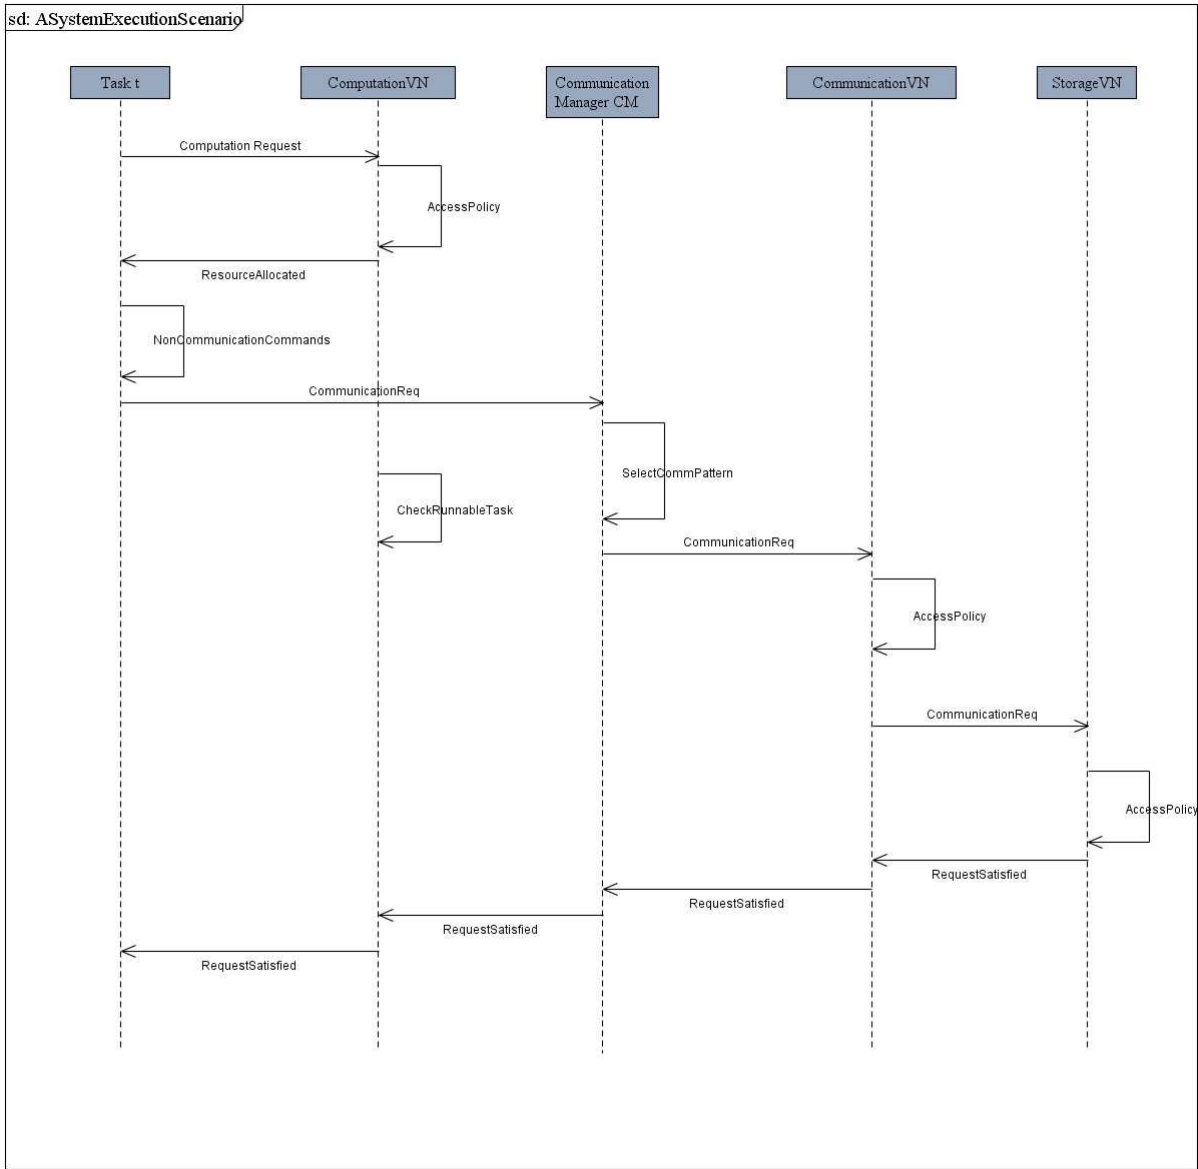 sd: ASystemExecutionScenario
Task t
ComputationVN
Communication
Manager CM
CommunicationVN
StorageVN
Computation Request
AccessPolicy
ResourceAllocated
NonCommunicationCommands
CommunicationReq
SelectCommPattern
CheckRunnableTask
CommunicationReq
AccessPolicy
CommunicationReq
AccessPolicy
RequestSatisfied
RequestSatisfied
RequestSatisfied
RequestSatisfied